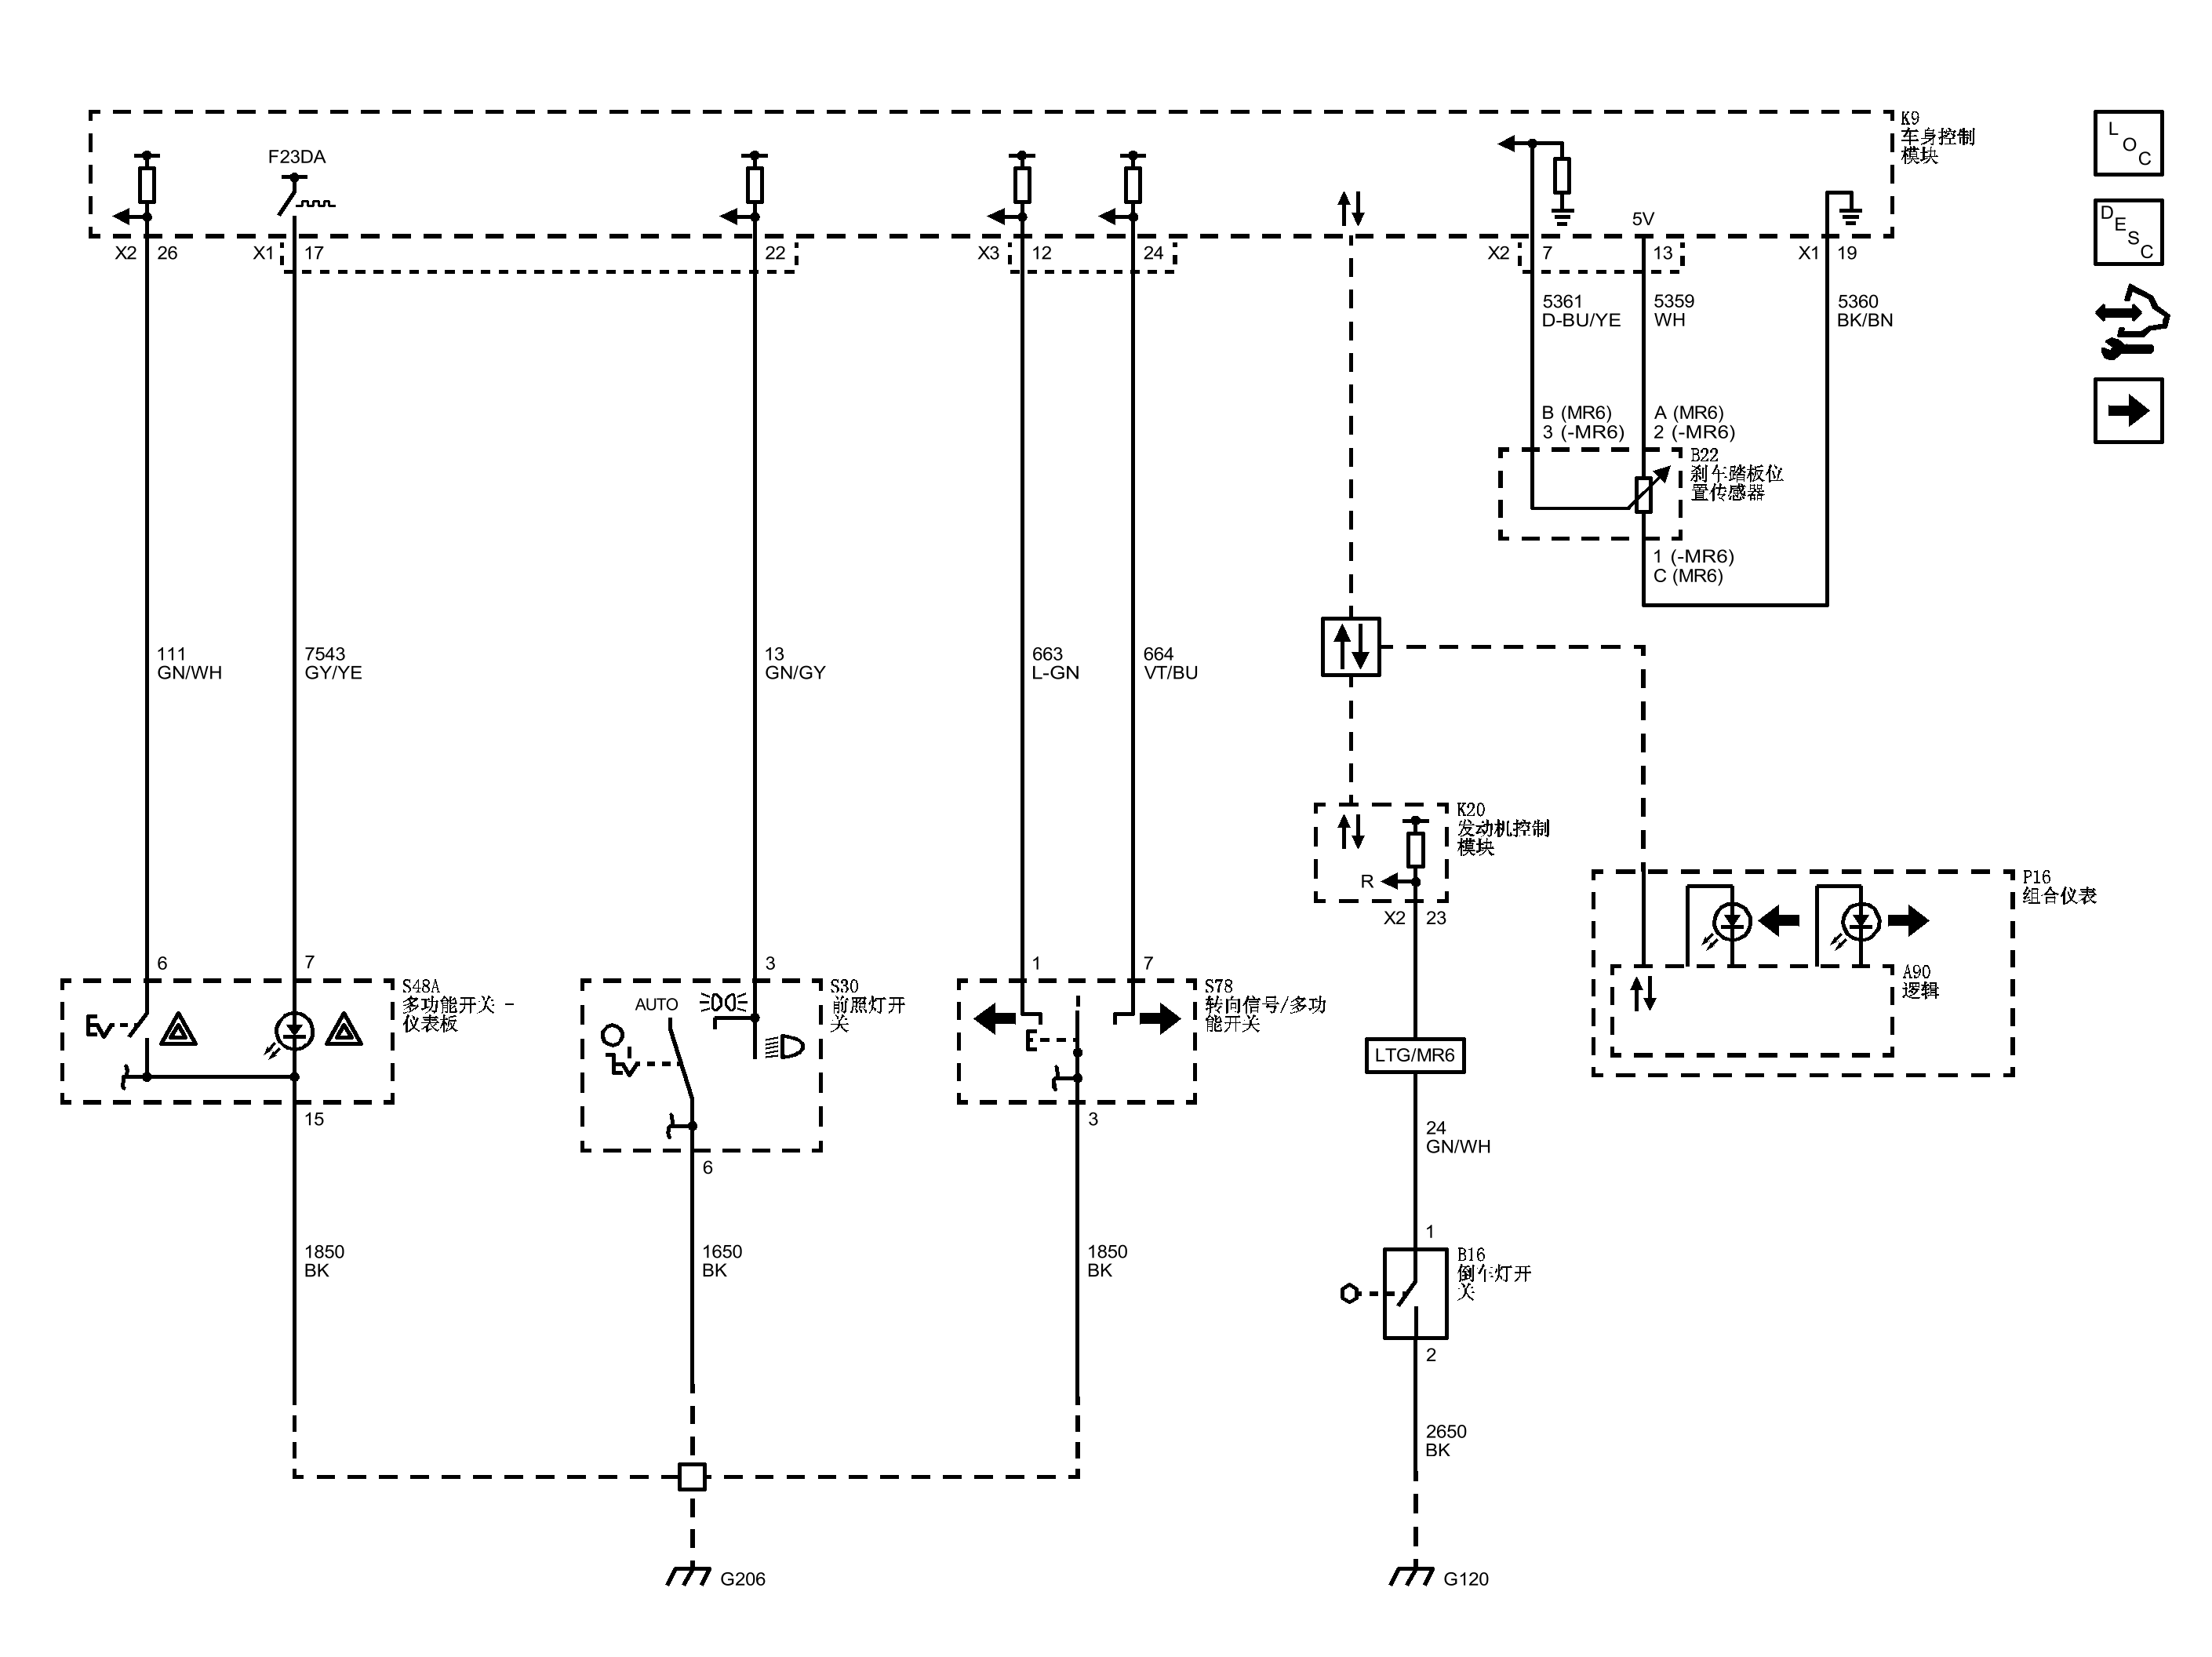 K9
车身控制
模块
L
O
C
D
E
S
C
F23DA
5V
X2 26
X1 17
22
X3 12
24
X2 7
13
X1 19
5361
D-BU/YE
5359
WH
5360
BK/BN
B (MR6)
3 (-MR6)
A (MR6)
2 (-MR6)
B22
刹车踏板位
置传感器
1 (-MR6)
C (MR6)
111
GN/WH
7543
GY/YE
13
GN/GY
663
L-GN
664
VT/BU
K20
发动机控制
模块
R
X2 23
P16
组合仪表
A90
逻辑
6
7
S48A
多功能开关 -
仪表板
15
3
S30
前照灯开
关
AUTO
6
1
7
S78
转向信号/多功
能开关
3
LTG/MR6
24
GN/WH
1
B16
倒车灯开
关
2
1850
BK
1650
BK
1850
BK
2650
BK
G206
G120